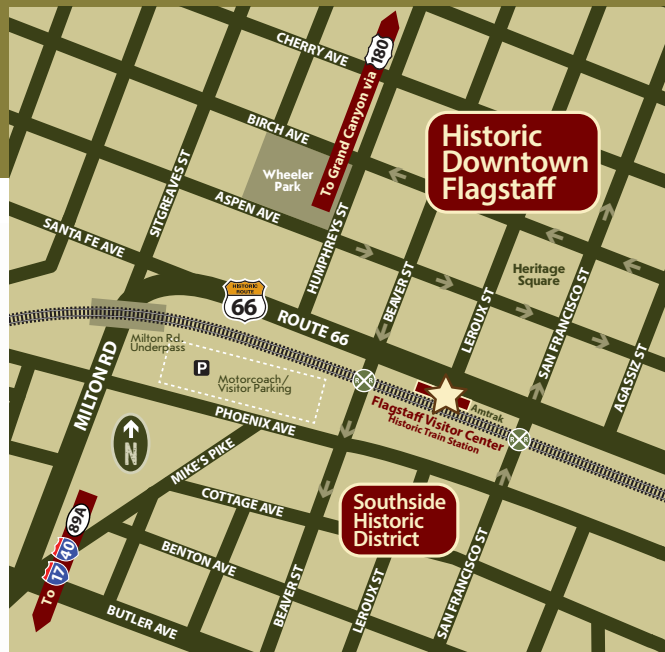 CHERRY AVE
To Grand Canyon via 180
BIRCH AVE
Historic
Downtown
Flagstaff
Wheeler
Park
SITGREAVES ST
ASPEN AVE
SANTA FE AVE
HUMPHREYS ST
BEAVER ST
LEROUX ST
Heritage
Square
SAN FRANCISCO ST
AGASSIZ ST
HISTORIC
ROUTE
66
ROUTE 66
Milton Rd.
Underpass
MILTON RD
P
Motorcoach/
Visitor Parking
R R
Amtrak
Flagstaff Visitor Center
Historic Train Station
R R
PHOENIX AVE
N
MIKE'S PIKE
COTTAGE AVE
Southside
Historic
District
To 17 40 89A
BENTON AVE
BUTLER AVE
BEAVER ST
LEROUX ST
SAN FRANCISCO ST